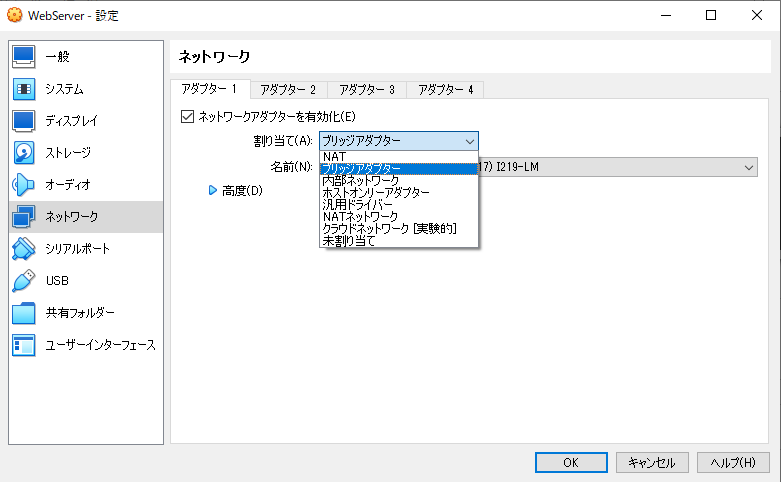 WebServer - 設定
一般
システム
ディスプレイ
ストレージ
オーディオ
ネットワーク
シリアルポート
USB
共有フォルダー
ユーザーインターフェース
ネットワーク
アダプター 1 アダプター 2 アダプター 3 アダプター 4
ネットワークアダプターを有効化(E)
割り当て(A): ブリッジアダプター
名前(N): 17) I219-LM
高度(D)
NAT
ブリッジアダプター
内部ネットワーク
ホストオンリーアダプター
汎用ドライバー
NATネットワーク
クラウドネットワーク [実験的]
未割り当て
OK キャンセル ヘルプ(H)